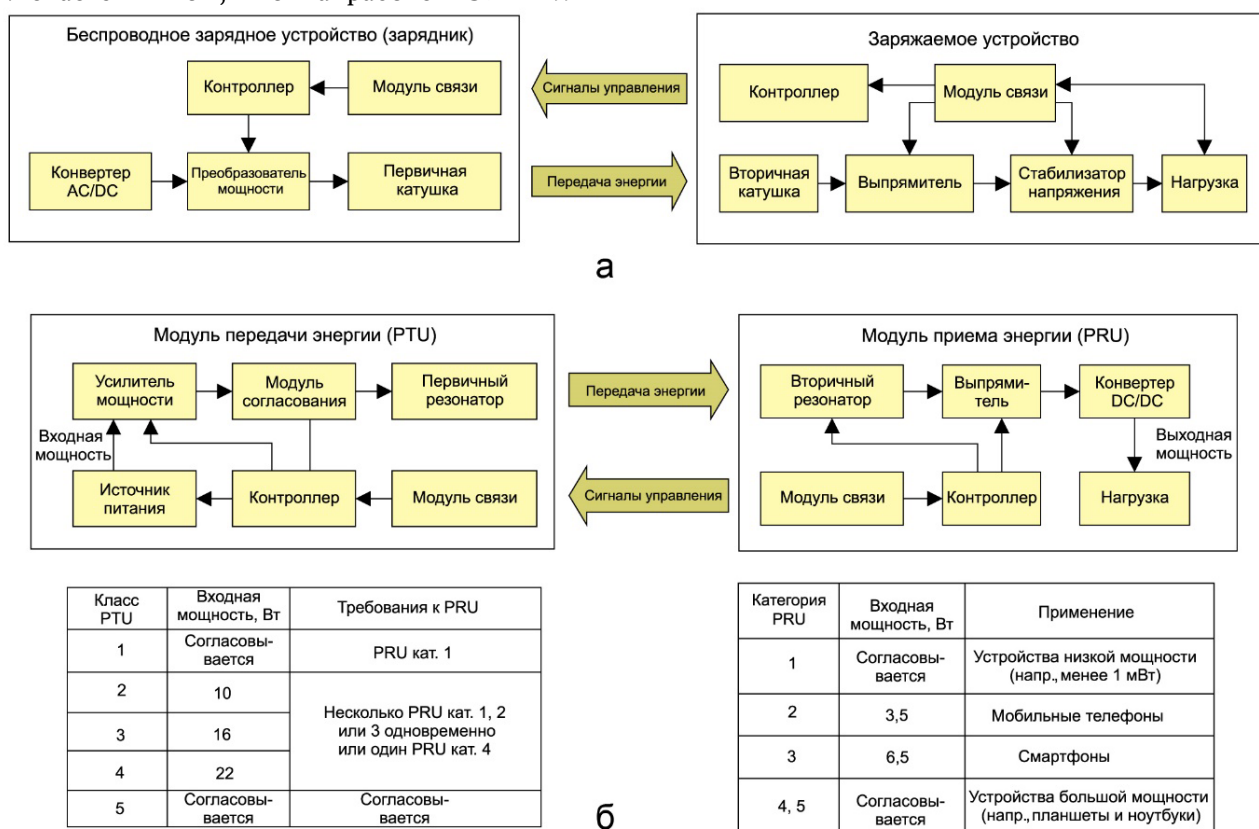 Беспроводное зарядное устройство (зарядник)
Контроллер
Модуль связи
Конвертер
AC/DC
Преобразователь
мощности
Первичная
катушка
Сигналы управления
Передача энергии
Заряжаемое устройство
Контроллер
Модуль связи
Вторичная
катушка
Выпрямитель
Стабилизатор
напряжения
Нагрузка
а
Модуль передачи энергии (PTU)
Усилитель
мощности
Модуль
согласования
Первичный
резонатор
Входная
мощность
Источник
питания
Контроллер
Модуль связи
Передача энергии
Сигналы управления
Модуль приема энергии (PRU)
Вторичный
резонатор
Выпрями-
тель
Конвертер
DC/DC
Выходная
мощность
Модуль связи
Контроллер
Нагрузка
Класс
PTU
Входная
мощность, Вт
Требования к PRU
1
Согласовы-
вается
PRU кат. 1
2
10
3
16
4
22
Несколько PRU кат. 1, 2
или 3 одновременно
или один PRU кат. 4
5
Согласовы-
вается
Согласовы-
вается
б
Категория
PRU
Входная
мощность, Вт
Применение
1
Согласовы-
вается
Устройства низкой мощности
(напр., менее 1 мВт)
2
3,5
Мобильные телефоны
3
6,5
Смартфоны
4, 5
Согласовы-
вается
Устройства большой мощности
(напр., планшеты и ноутбуки)